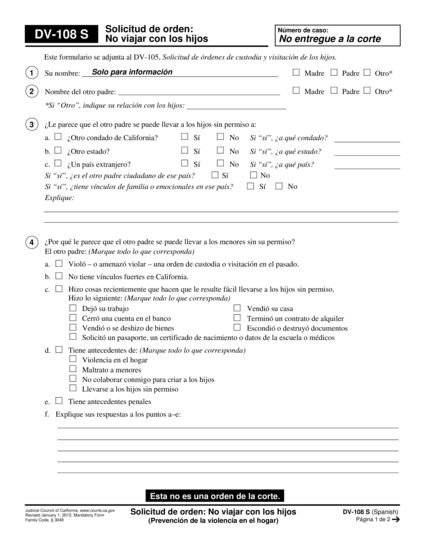 DV-108 S
Solicitud de orden:
No viajar con los hijos
Número de caso:
No entregue a la corte
Este formulario se adjunta al DV-105, Solicitud de órdenes de custodia y visitación de los hijos.
1 Su nombre: Solo para información Madre Padre Otro*
2 Nombre del otro padre: Madre Padre Otro*
*Si “Otro”, indique su relación con los hijos:
3 ¿Le parece que el otro padre se puede llevar a los hijos sin permiso a:
a. ¿Otro condado de California? Sí No Si “sí”, ¿a qué condado?
b. ¿Otro estado? Sí No Si “sí”, ¿a qué estado?
c. ¿Un país extranjero? Sí No Si “sí”, ¿a qué país?
Si “sí”, ¿es el otro padre ciudadano de ese país? Sí No
Si “sí”, ¿tiene vínculos de familia o emocionales en ese país? Sí No
Explique:
4 ¿Por qué le parece que el otro padre se puede llevar a los menores sin su permiso?
El otro padre: (Marque todo lo que corresponda)
a. Violó – o amenazó violar – una orden de custodia o visitación en el pasado.
b. No tiene vínculos fuertes en California.
c. Hizo cosas recientemente que hacen que le resulte fácil llevarse a los hijos sin permiso.
Hizo lo siguiente: (Marque todo lo que corresponda)
Dejó su trabajo Vendió su casa
Cerró una cuenta en el banco Terminó un contrato de alquiler
Vendió o se deshizo de bienes Escondió o destruyó documentos
Solicitó un pasaporte, un certificado de nacimiento o datos de la escuela o médicos
d. Tiene antecedentes de: (Marque todo lo que corresponda)
Violencia en el hogar
Maltrato a menores
No colaborar conmigo para criar a los hijos
Llevarse a los hijos sin permiso
e. Tiene antecedentes penales
f. Explique sus respuestas a los puntos a–e:
Esta no es una orden de la corte.
Judicial Council of California, www.courts.ca.gov
Revised January 1, 2012, Mandatory Form
Family Code, § 3048
Solicitud de orden: No viajar con los hijos
(Prevención de la violencia en el hogar)
DV-108 S (Spanish)
Página 1 de 2